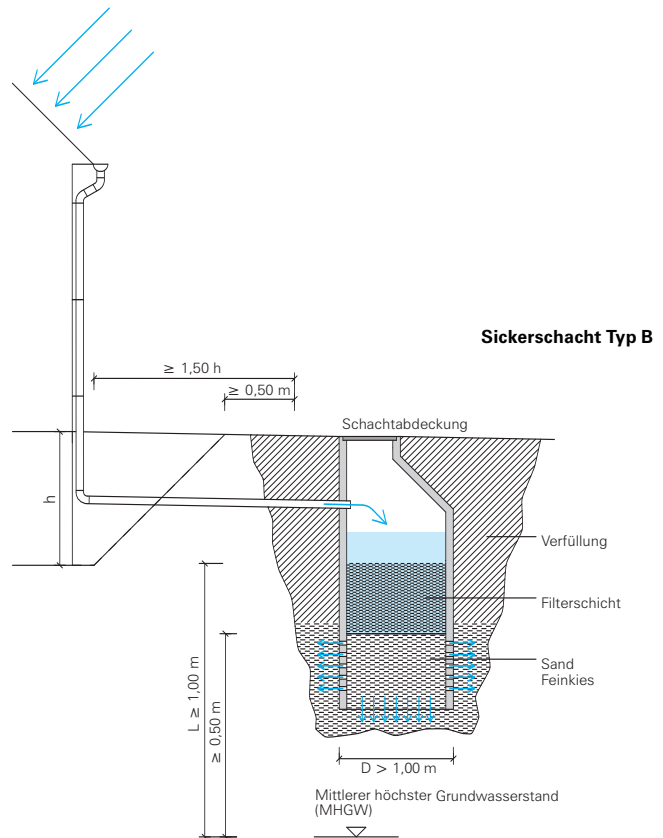 Sickerschacht Typ B
≥ 1,50 h
≥ 0,50 m
Schachtabdeckung
h
Verfüllung
Filterschicht
Sand
Feinkies
L ≥ 1,00 m
≥ 0,50 m
D > 1,00 m
Mittlerer höchster Grundwasserstand
(MHGW)